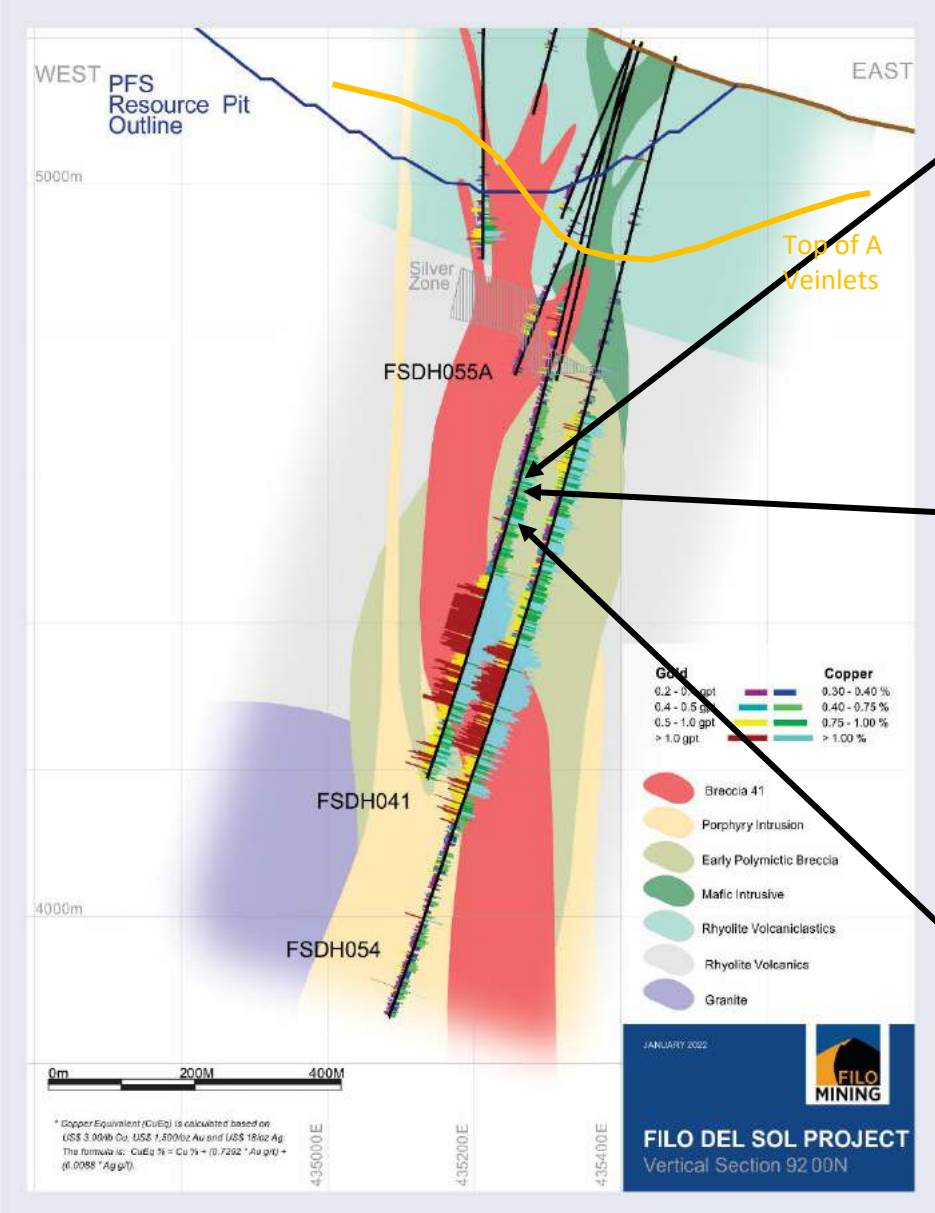 WEST
EAST
PFS
Resource Pit
Outline
5000m
Top of A
Veinlets
Silver
Zone
FSDH055A
Gold
Copper
0.30 - 0.40 %
0.4 - 0.5 gpt
0.40 - 0.75 %
0.5 - 1.0 gpt
0.75 - 1.00 %
> 1.0 gpt
> 1.00 %
Breccia 41
FSDH041
Porphyry Intrusion
Early Polymictic Breccia
Mafic Intrusive
4000m
Rhyolite Volcaniclastics
FSDH054
Rhyolite Volcanics
Granite
JANUARY 2022
FILO
MINING
0m 200M 400M
* Copper Equivalent (CuEq) is calculated based on
US$ 3.00/lb Cu, US$ 1,500/oz Au and US$ 18/oz Ag.
The formula is: CuEq % = Cu % + (0.7292 * Au g/t) +
(0.0088 * Ag g/t).
435000E
435200E
435400E
FILO DEL SOL PROJECT
Vertical Section 92 00N